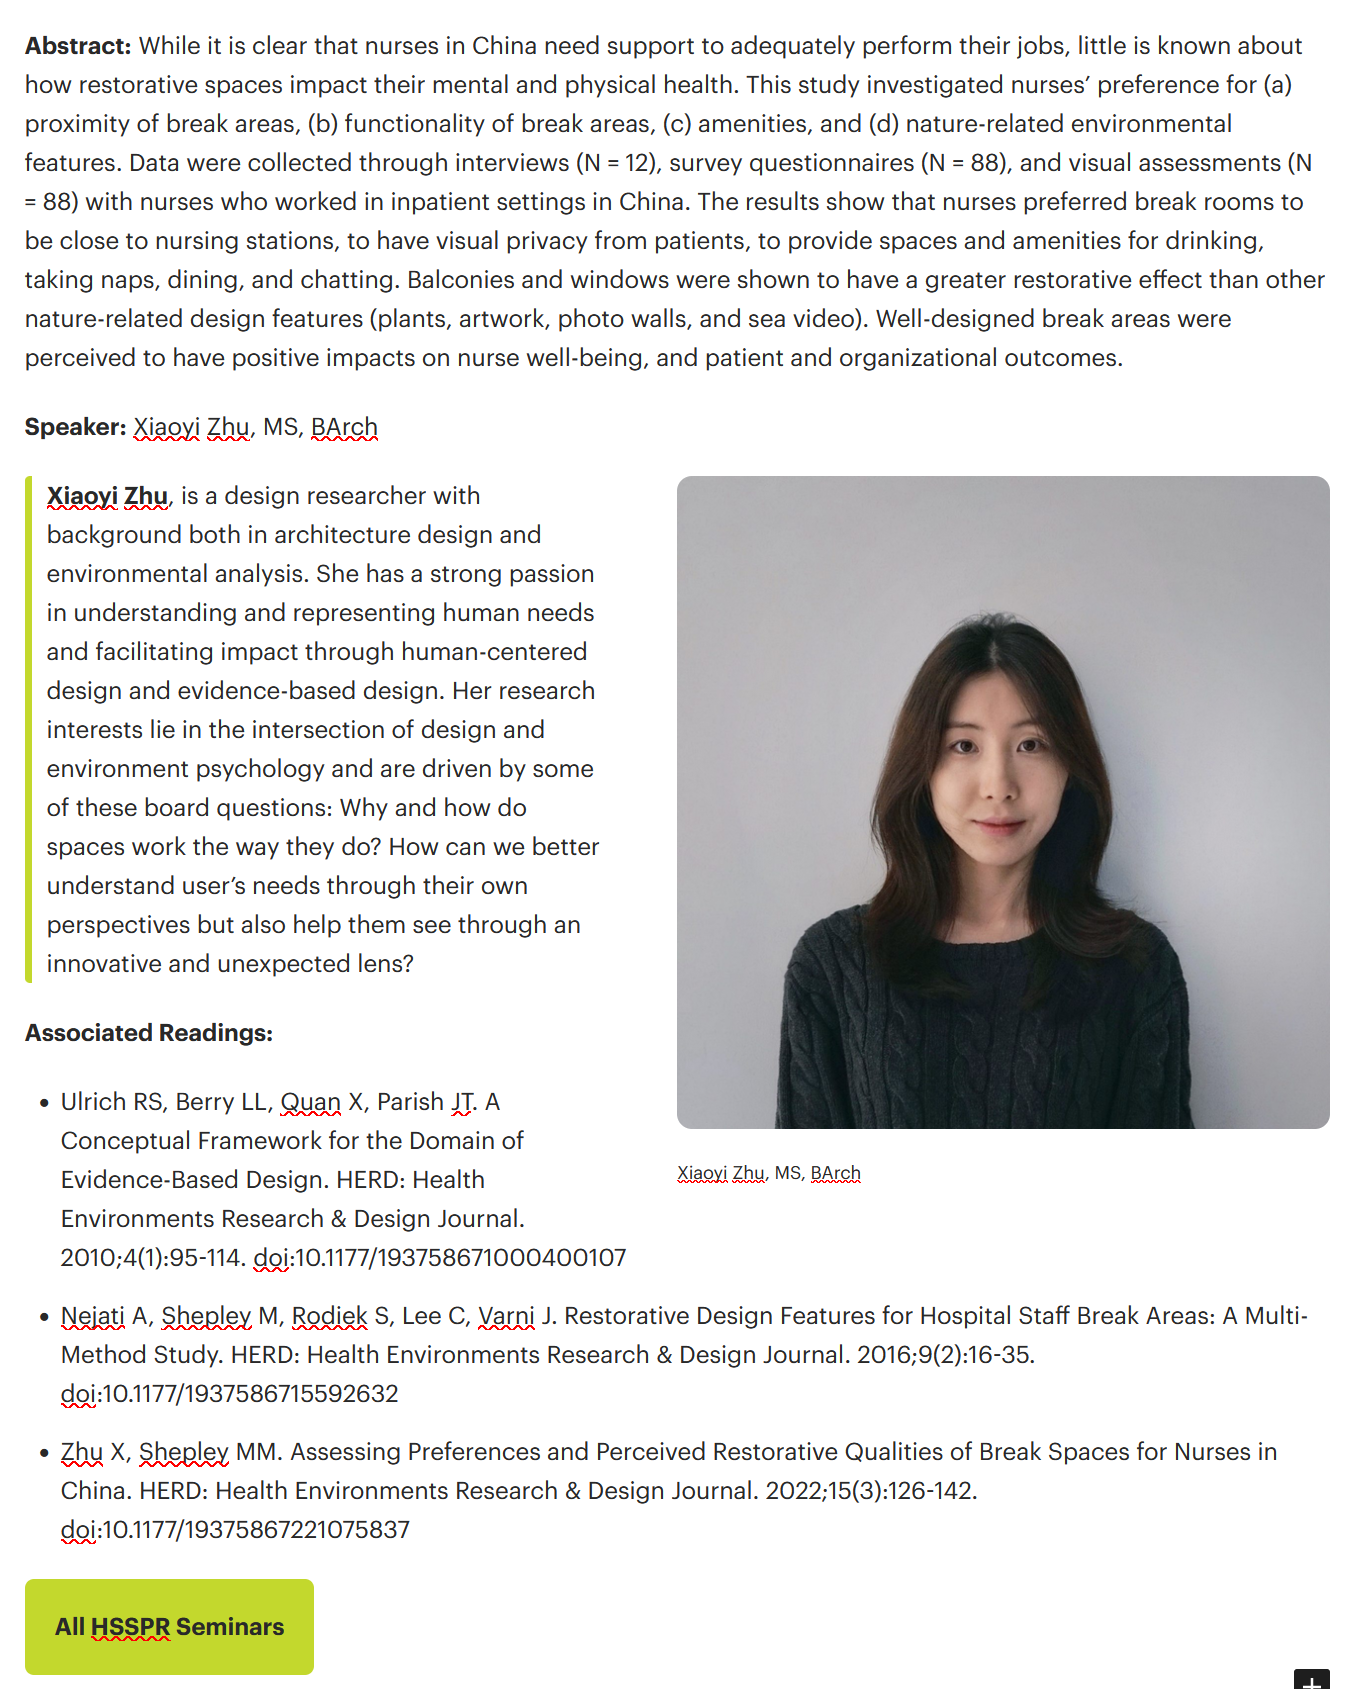 Abstract: While it is clear that nurses in China need support to adequately perform their jobs, little is known about
how restorative spaces impact their mental and physical health. This study investigated nurses’ preference for (a)
proximity of break areas, (b) functionality of break areas, (c) amenities, and (d) nature-related environmental
features. Data were collected through interviews (N = 12), survey questionnaires (N = 88), and visual assessments (N
= 88) with nurses who worked in inpatient settings in China. The results show that nurses preferred break rooms to
be close to nursing stations, to have visual privacy from patients, to provide spaces and amenities for drinking,
taking naps, dining, and chatting. Balconies and windows were shown to have a greater restorative effect than other
nature-related design features (plants, artwork, photo walls, and sea video). Well-designed break areas were
perceived to have positive impacts on nurse well-being, and patient and organizational outcomes.
Speaker: Xiaoyi Zhu, MS, BArch
Xiaoyi Zhu, is a design researcher with
background both in architecture design and
environmental analysis. She has a strong passion
in understanding and representing human needs
and facilitating impact through human-centered
design and evidence-based design. Her research
interests lie in the intersection of design and
environment psychology and are driven by some
of these board questions: Why and how do
spaces work the way they do? How can we better
understand user’s needs through their own
perspectives but also help them see through an
innovative and unexpected lens?
Xiaoyi Zhu, MS, BArch
Associated Readings:
• Ulrich RS, Berry LL, Quan X, Parish JT. A
Conceptual Framework for the Domain of
Evidence-Based Design. HERD: Health
Environments Research & Design Journal.
2010;4(1):95-114. doi:10.1177/193758671000400107
• Nejati A, Shepley M, Rodiek S, Lee C, Varni J. Restorative Design Features for Hospital Staff Break Areas: A Multi-
Method Study. HERD: Health Environments Research & Design Journal. 2016;9(2):16-35.
doi:10.1177/1937586715592632
• Zhu X, Shepley MM. Assessing Preferences and Perceived Restorative Qualities of Break Spaces for Nurses in
China. HERD: Health Environments Research & Design Journal. 2022;15(3):126-142.
doi:10.1177/19375867221075837
All HSSPR Seminars